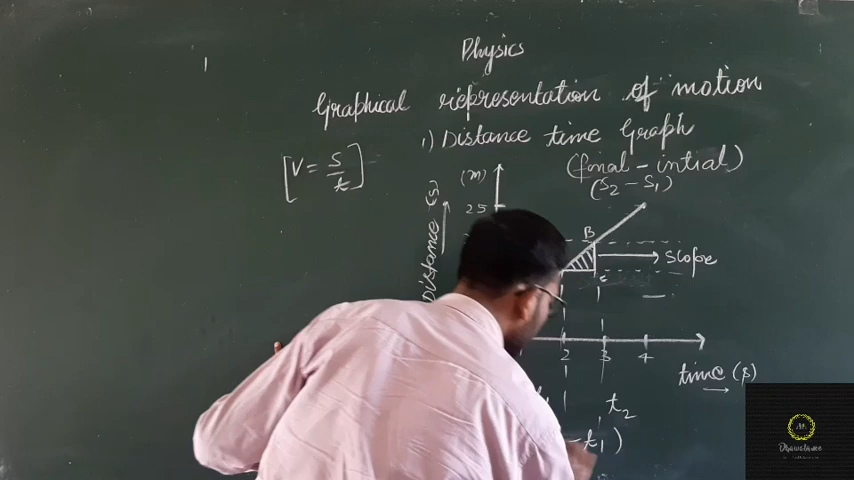 Physics
Graphical representation of motion
1) Distance time Graph
[V = S/t]
(final - intial)
(S2 - S1)
(m)
25
Distance (s)
B
Slope
c
2 3 4
time (s)
t2
- t1)
Dhawstance